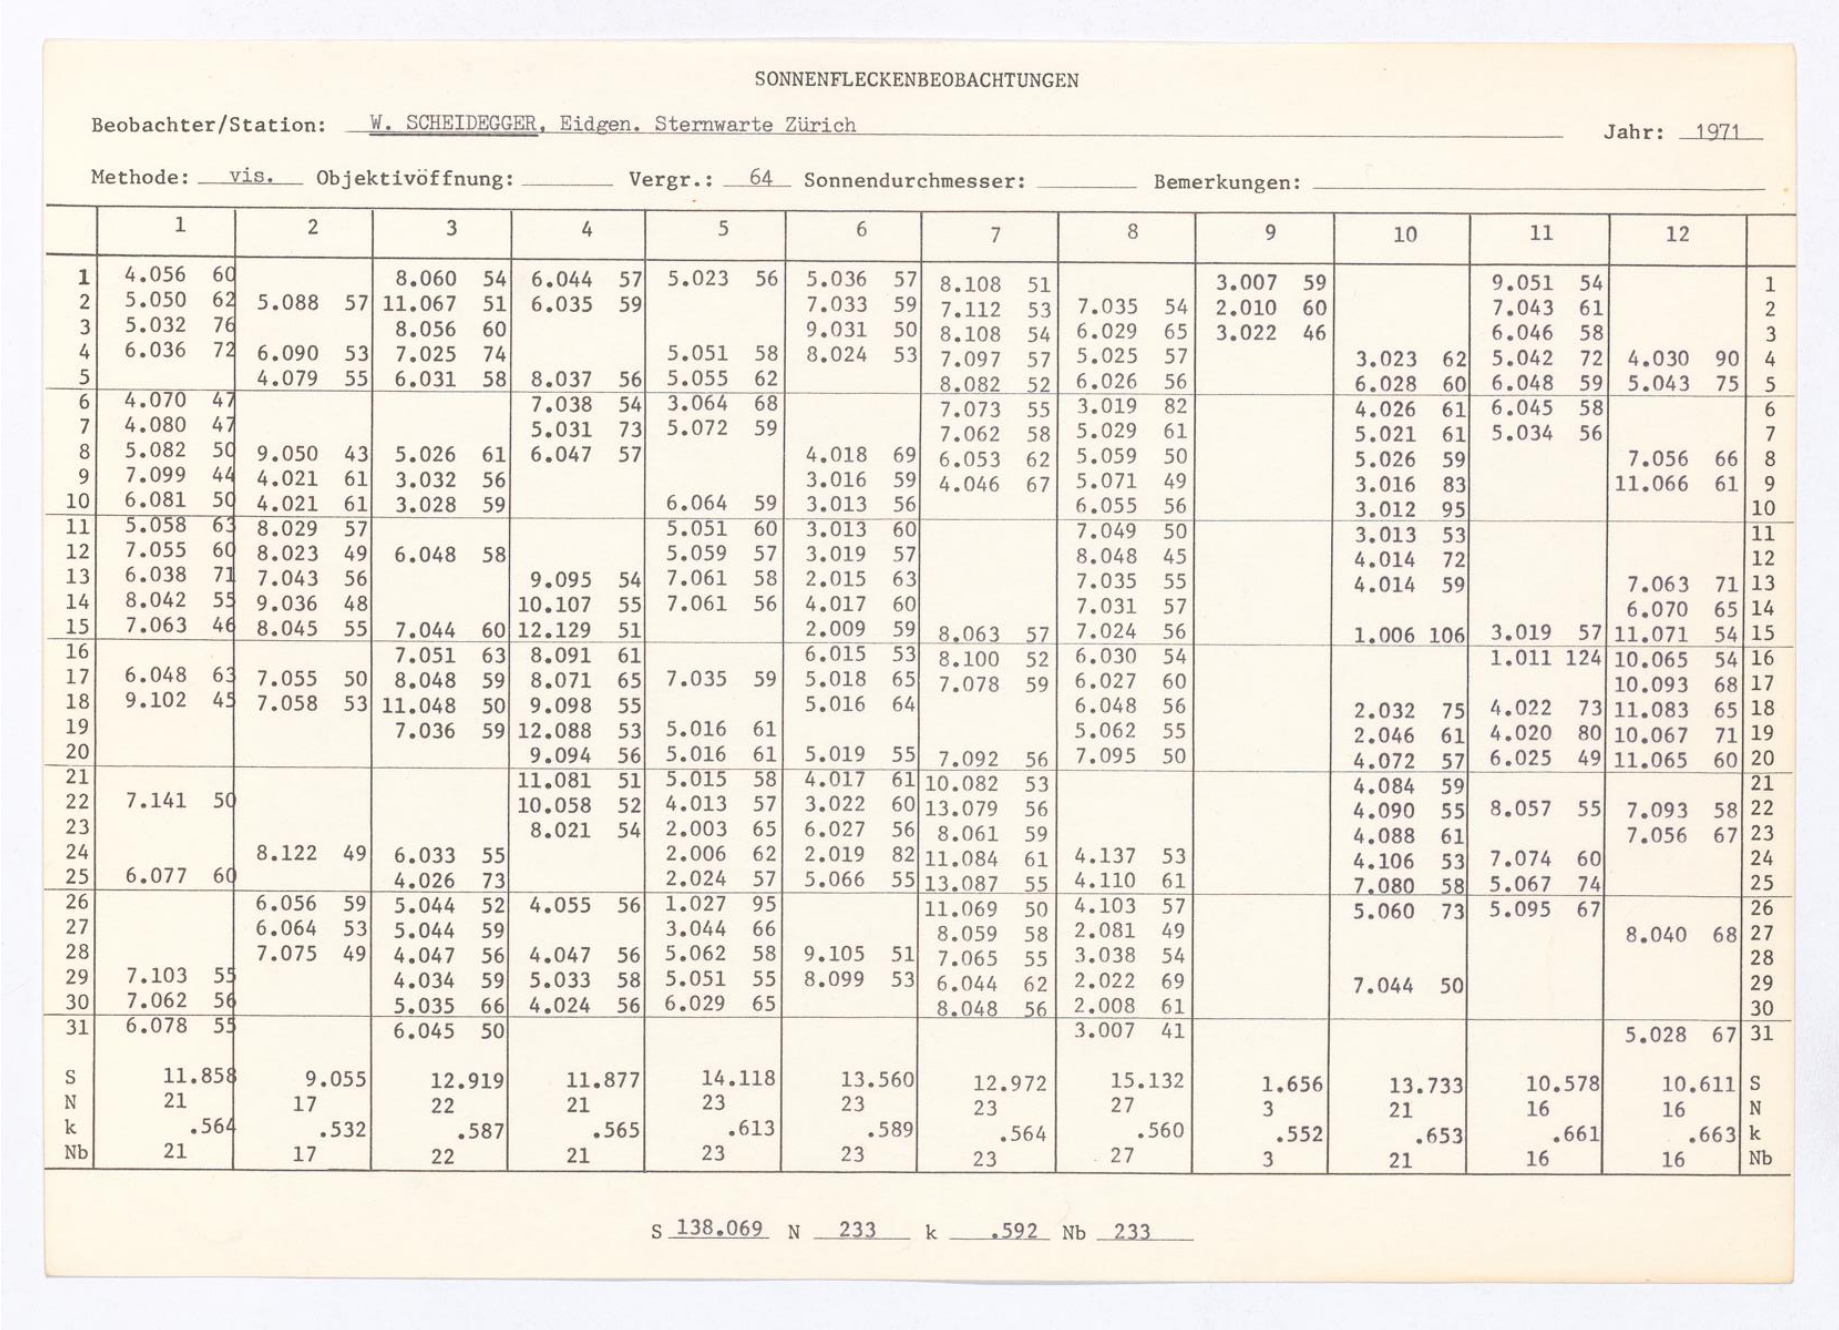 SONNENFLECKENBEOBACHTUNGEN
Beobachter/Station: W. SCHEIDEGGER, Eidgen. Sternwarte Zürich Jahr: 1971
Methode: vis. Objektivöffnung: Vergr.: 64 Sonnendurchmesser: Bemerkungen:
1 2 3 4 5 6 7 8 9 10 11 12
1 4.056 60 8.060 54 6.044 57 5.023 56 5.036 57 8.108 51 3.007 59 9.051 54 1
2 5.050 62 5.088 57 11.067 51 6.035 59 7.033 59 7.112 53 7.035 54 2.010 60 7.043 61 2
3 5.032 76 8.056 60 9.031 50 8.108 54 6.029 65 3.022 46 6.046 58 3
4 6.036 72 6.090 53 7.025 74 5.051 58 8.024 53 7.097 57 5.025 57 3.023 62 5.042 72 4.030 90 4
5 4.079 55 6.031 58 8.037 56 5.055 62 8.082 52 6.026 56 6.028 60 6.048 59 5.043 75 5
6 4.070 47 7.038 54 3.064 68 7.073 55 3.019 82 4.026 61 6.045 58 6
7 4.080 47 5.031 73 5.072 59 7.062 58 5.029 61 5.021 61 5.034 56 7
8 5.082 50 9.050 43 5.026 61 6.047 57 4.018 69 6.053 62 5.059 50 5.026 59 7.056 66 8
9 7.099 44 4.021 61 3.032 56 3.016 59 4.046 67 5.071 49 3.016 83 11.066 61 9
10 6.081 50 4.021 61 3.028 59 6.064 59 3.013 56 6.055 56 3.012 95 10
11 5.058 63 8.029 57 5.051 60 3.013 60 7.049 50 3.013 53 11
12 7.055 60 8.023 49 6.048 58 5.059 57 3.019 57 8.048 45 4.014 72 12
13 6.038 71 7.043 56 9.095 54 7.061 58 2.015 63 7.035 55 4.014 59 7.063 71 13
14 8.042 55 9.036 48 10.107 55 7.061 56 4.017 60 7.031 57 6.070 65 14
15 7.063 46 8.045 55 7.044 60 12.129 51 2.009 59 8.063 57 7.024 56 1.006 106 3.019 57 11.071 54 15
16 7.051 63 8.091 61 6.015 53 8.100 52 6.030 54 1.011 124 10.065 54 16
17 6.048 63 7.055 50 8.048 59 8.071 65 7.035 59 5.018 65 7.078 59 6.027 60 10.093 68 17
18 9.102 45 7.058 53 11.048 50 9.098 55 5.016 64 6.048 56 2.032 75 4.022 73 11.083 65 18
19 7.036 59 12.088 53 5.016 61 5.062 55 2.046 61 4.020 80 10.067 71 19
20 9.094 56 5.016 61 5.019 55 7.092 56 7.095 50 4.072 57 6.025 49 11.065 60 20
21 11.081 51 5.015 58 4.017 61 10.082 53 4.084 59 21
22 7.141 50 10.058 52 4.013 57 3.022 60 13.079 56 4.090 55 8.057 55 7.093 58 22
23 8.021 54 2.003 65 6.027 56 8.061 59 4.088 61 7.056 67 23
24 8.122 49 6.033 55 2.006 62 2.019 82 11.084 61 4.137 53 4.106 53 7.074 60 24
25 6.077 60 4.026 73 2.024 57 5.066 55 13.087 55 4.110 61 7.080 58 5.067 74 25
26 6.056 59 5.044 52 4.055 56 1.027 95 11.069 50 4.103 57 5.060 73 5.095 67 26
27 6.064 53 5.044 59 3.044 66 8.059 58 2.081 49 8.040 68 27
28 7.075 49 4.047 56 4.047 56 5.062 58 9.105 51 7.065 55 3.038 54 28
29 7.103 55 4.034 59 5.033 58 5.051 55 8.099 53 6.044 62 2.022 69 7.044 50 29
30 7.062 56 5.035 66 4.024 56 6.029 65 8.048 56 2.008 61 30
31 6.078 55 6.045 50 3.007 41 5.028 67 31
S 11.858 9.055 12.919 11.877 14.118 13.560 12.972 15.132 1.656 13.733 10.578 10.611 S
N 21 17 22 21 23 23 23 27 3 21 16 16 N
k .564 .532 .587 .565 .613 .589 .564 .560 .552 .653 .661 .663 k
Nb 21 17 22 21 23 23 23 27 3 21 16 16 Nb
S 138.069 N 233 k .592 Nb 233